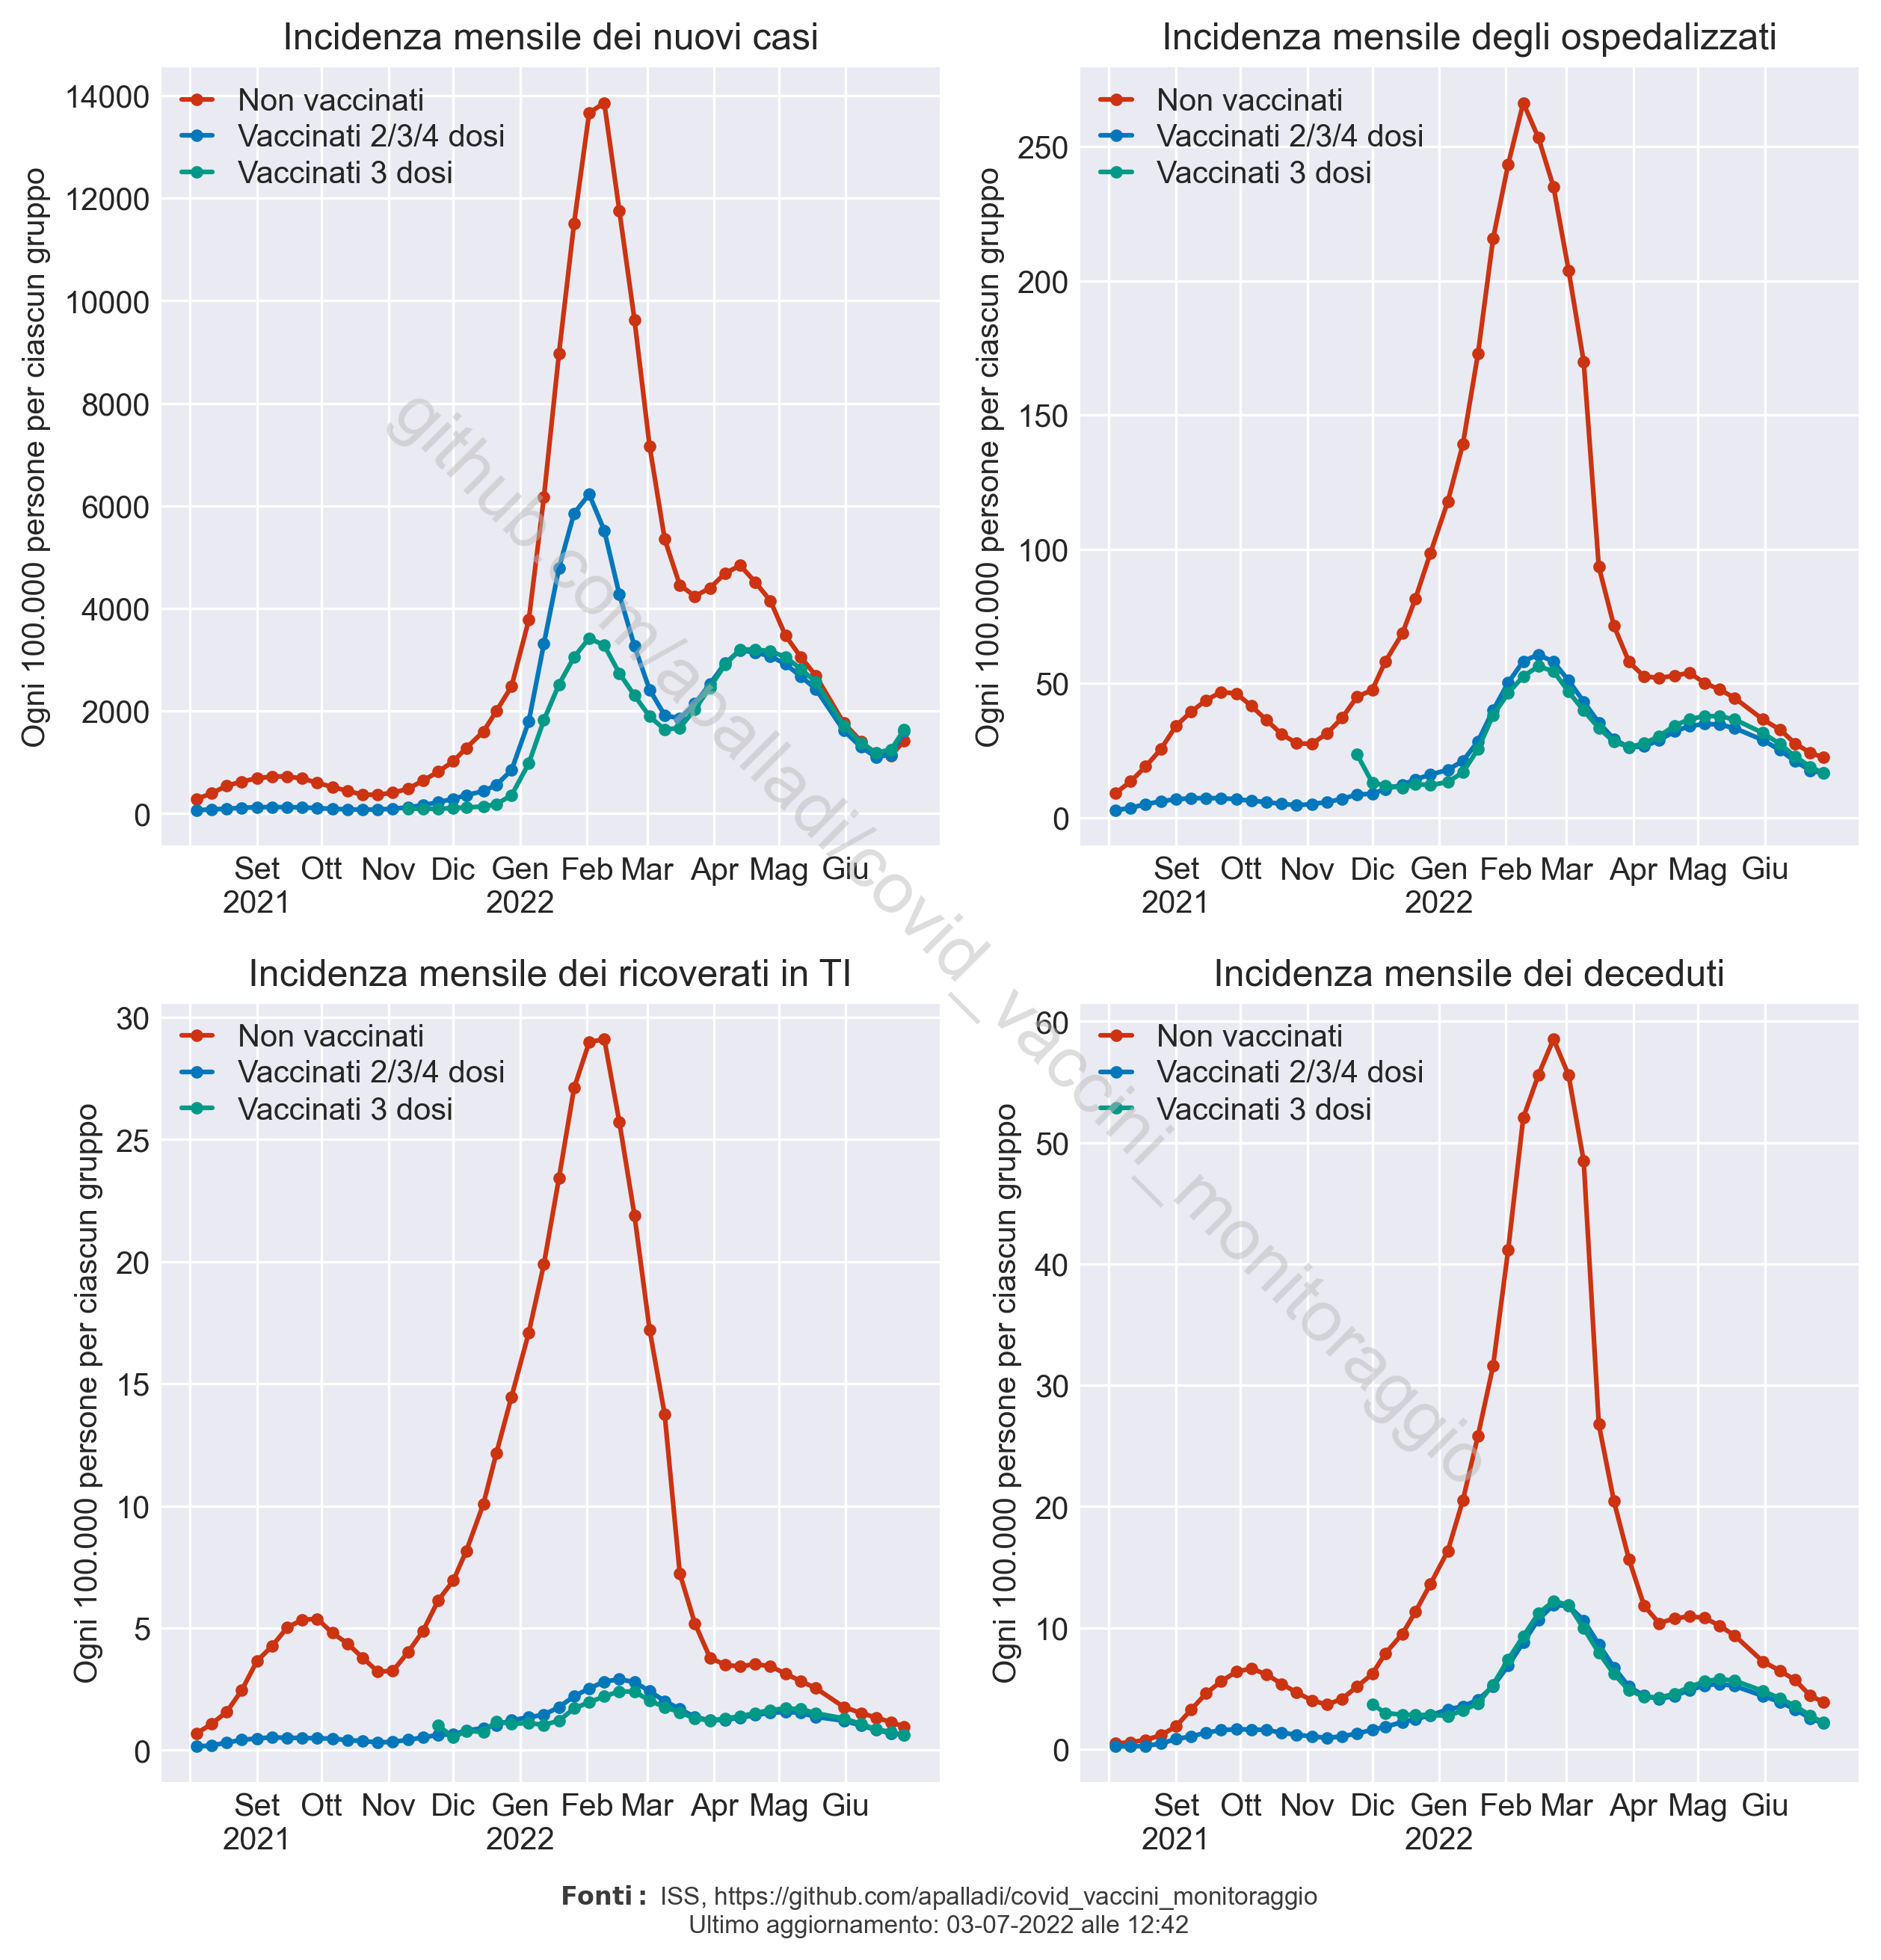 Incidenza mensile dei nuovi casi
Ogni 100.000 persone per ciascun gruppo
14000
12000
10000
8000
6000
4000
2000
0
Non vaccinati
Vaccinati 2/3/4 dosi
Vaccinati 3 dosi
Set Ott Nov Dic Gen Feb Mar Apr Mag Giu
2021 2022
Incidenza mensile degli ospedalizzati
Ogni 100.000 persone per ciascun gruppo
250
200
150
100
50
0
Non vaccinati
Vaccinati 2/3/4 dosi
Vaccinati 3 dosi
Set Ott Nov Dic Gen Feb Mar Apr Mag Giu
2021 2022
github.com/apalladi/covid_vaccini_monitoraggio
Incidenza mensile dei ricoverati in TI
Ogni 100.000 persone per ciascun gruppo
30
25
20
15
10
5
0
Non vaccinati
Vaccinati 2/3/4 dosi
Vaccinati 3 dosi
Set Ott Nov Dic Gen Feb Mar Apr Mag Giu
2021 2022
Incidenza mensile dei deceduti
Ogni 100.000 persone per ciascun gruppo
60
50
40
30
20
10
0
Non vaccinati
Vaccinati 2/3/4 dosi
Vaccinati 3 dosi
Set Ott Nov Dic Gen Feb Mar Apr Mag Giu
2021 2022
Fonti: ISS, https://github.com/apalladi/covid_vaccini_monitoraggio
Ultimo aggiornamento: 03-07-2022 alle 12:42